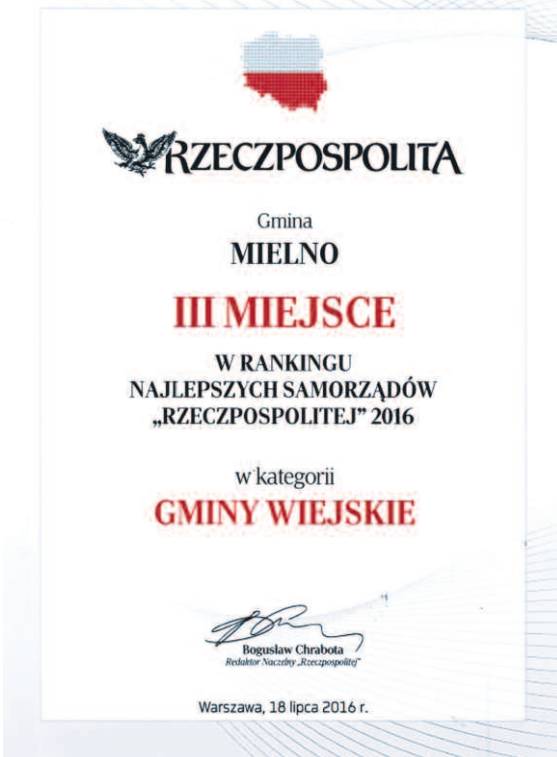 RZECZPOSPOLITA
Gmina
MIELNO
III MIEJSCE
W RANKINGU
NAJLEPSZYCH SAMORZĄDÓW
„RZECZPOSPOLITEJ” 2016
w kategorii
GMINY WIEJSKIE
Bogusław Chrabota
Redaktor Naczelny „Rzeczpospolitej”
Warszawa, 18 lipca 2016 r.